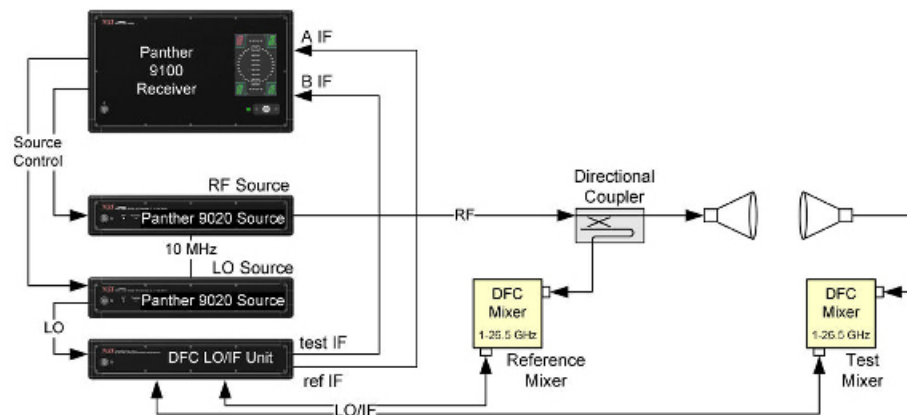 Panther
9100
Receiver
A IF
B IF
Source
Control
RF Source
Panther 9020 Source
10 MHz
LO Source
Panther 9020 Source
LO
DFC LO/IF Unit
test IF
ref IF
RF
Directional
Coupler
DFC
Mixer
1-26.5 GHz
Reference
Mixer
DFC
Mixer
1-26.5 GHz
Test
Mixer
LO/IF